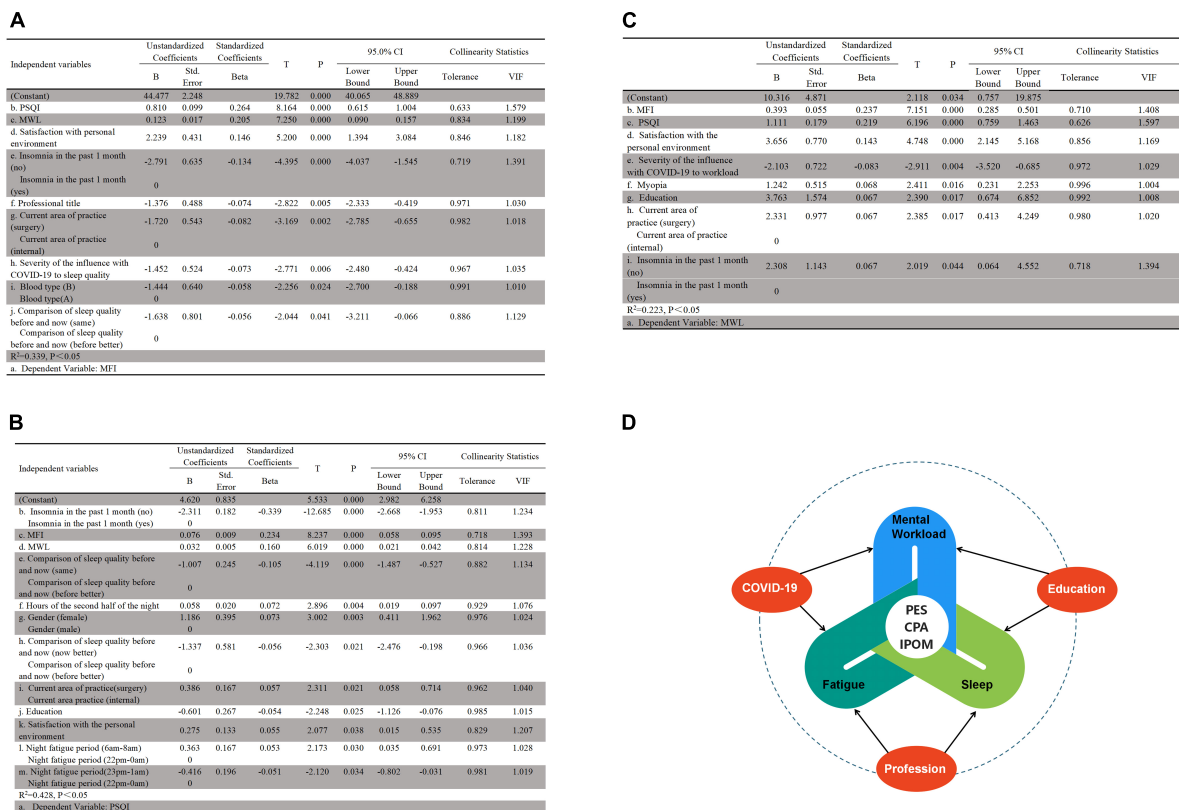 A
Independent variables Unstandardized Coefficients Standardized Coefficients T P 95.0% CI Collinearity Statistics
B Std. Error Beta Lower Bound Upper Bound Tolerance VIF
(Constant) 44.477 2.248 19.782 0.000 40.065 48.889
b. PSQI 0.810 0.099 0.264 8.164 0.000 0.615 1.004 0.633 1.579
c. MWL 0.123 0.017 0.205 7.250 0.000 0.090 0.157 0.834 1.199
d. Satisfaction with personal
environment 2.239 0.431 0.146 5.200 0.000 1.394 3.084 0.846 1.182
e. Insomnia in the past 1 month
(no) -2.791 0.635 -0.134 -4.395 0.000 -4.037 -1.545 0.719 1.391
Insomnia in the past 1 month
(yes) 0
f. Professional title -1.376 0.488 -0.074 -2.822 0.005 -2.333 -0.419 0.971 1.030
g. Current area of practice
(surgery) -1.720 0.543 -0.082 -3.169 0.002 -2.785 -0.655 0.982 1.018
Current area of practice
(internal) 0
h. Severity of the influence with
COVID-19 to sleep quality -1.452 0.524 -0.073 -2.771 0.006 -2.480 -0.424 0.967 1.035
i. Blood type (B) -1.444 0.640 -0.058 -2.256 0.024 -2.700 -0.188 0.991 1.010
Blood type(A) 0
j. Comparison of sleep quality
before and now (same) -1.638 0.801 -0.056 -2.044 0.041 -3.211 -0.066 0.886 1.129
Comparison of sleep quality
before and now (before better) 0
R²=0.339, P＜0.05
a. Dependent Variable: MFI
B
Independent variables Unstandardized Coefficients Standardized Coefficients T P 95% CI Collinearity Statistics
B Std. Error Beta Lower Bound Upper Bound Tolerance VIF
(Constant) 4.620 0.835 5.533 0.000 2.982 6.258
b. Insomnia in the past 1 month (no) -2.311 0.182 -0.339 -12.685 0.000 -2.668 -1.953 0.811 1.234
Insomnia in the past 1 month (yes) 0
c. MFI 0.076 0.009 0.234 8.237 0.000 0.058 0.095 0.718 1.393
d. MWL 0.032 0.005 0.160 6.019 0.000 0.021 0.042 0.814 1.228
e. Comparison of sleep quality before
and now (same) -1.007 0.245 -0.105 -4.119 0.000 -1.487 -0.527 0.882 1.134
Comparison of sleep quality before
and now (before better) 0
f. Hours of the second half of the night 0.058 0.020 0.072 2.896 0.004 0.019 0.097 0.929 1.076
g. Gender (female) 1.186 0.395 0.073 3.002 0.003 0.411 1.962 0.976 1.024
Gender (male) 0
h. Comparison of sleep quality before
and now (now better) -1.337 0.581 -0.056 -2.303 0.021 -2.476 -0.198 0.966 1.036
Comparison of sleep quality before
and now (before better) 0
i. Current area of practice(surgery) 0.386 0.167 0.057 2.311 0.021 0.058 0.714 0.962 1.040
Current area practice (internal)
j. Education -0.601 0.267 -0.054 -2.248 0.025 -1.126 -0.076 0.985 1.015
k. Satisfaction with the personal
environment 0.275 0.133 0.055 2.077 0.038 0.015 0.535 0.829 1.207
l. Night fatigue period (6am-8am) 0.363 0.167 0.053 2.173 0.030 0.035 0.691 0.973 1.028
Night fatigue period (22pm-0am) 0
m. Night fatigue period(23pm-1am) -0.416 0.196 -0.051 -2.120 0.034 -0.802 -0.031 0.981 1.019
Night fatigue period (22pm-0am) 0
R²=0.428, P＜0.05
a. Dependent Variable: PSQI
C
Independent variables Unstandardized Coefficients Standardized Coefficients T P 95% CI Collinearity Statistics
B Std. Error Beta Lower Bound Upper Bound Tolerance VIF
(Constant) 10.316 4.871 2.118 0.034 0.757 19.875
b. MFI 0.393 0.055 0.237 7.151 0.000 0.285 0.501 0.710 1.408
c. PSQI 1.111 0.179 0.219 6.196 0.000 0.759 1.463 0.626 1.597
d. Satisfaction with the
personal environment 3.656 0.770 0.143 4.748 0.000 2.145 5.168 0.856 1.169
e. Severity of the influence
with COVID-19 to workload -2.103 0.722 -0.083 -2.911 0.004 -3.520 -0.685 0.972 1.029
f. Myopia 1.242 0.515 0.068 2.411 0.016 0.231 2.253 0.996 1.004
g. Education 3.763 1.574 0.067 2.390 0.017 0.674 6.852 0.992 1.008
h. Current area of
practice (surgery) 2.331 0.977 0.067 2.385 0.017 0.413 4.249 0.980 1.020
Current area of practice
(internal) 0
i. Insomnia in the past 1 month
(no) 2.308 1.143 0.067 2.019 0.044 0.064 4.552 0.718 1.394
Insomnia in the past 1 month
(yes) 0
R²=0.223, P＜0.05
a. Dependent Variable: MWL
D
Mental
Workload
COVID-19
Education
PES
CPA
IPOM
Fatigue
Sleep
Profession